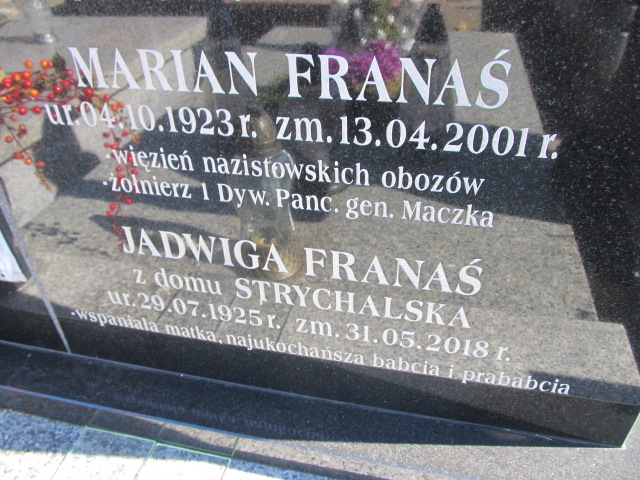 MARIAN FRANAŚ
ur. 04.10.1923 r. zm. 13.04.2001 r.
·więzień nazistowskich obozów
·żołnierz 1 Dyw. Panc. gen. Maczka
JADWIGA FRANAŚ
z domu STRYCHALSKA
ur. 29.07.1925 r. zm. 31.05.2018 r.
·wspaniała matka, najukochańsza babcia i prababcia